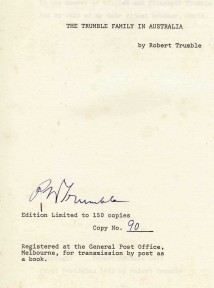 THE TRUMBLE FAMILY IN AUSTRALIA
by Robert Trumble
R Trumble
Edition Limited to 150 copies
Copy No. 90
Registered at the General Post Office,
Melbourne, for transmission by post as
a book.